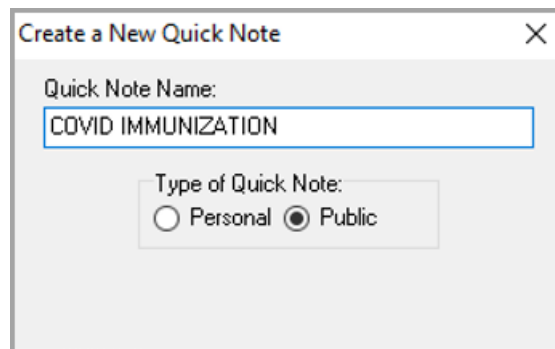 Create a New Quick Note
Quick Note Name:
COVID IMMUNIZATION
Type of Quick Note:
Personal Public